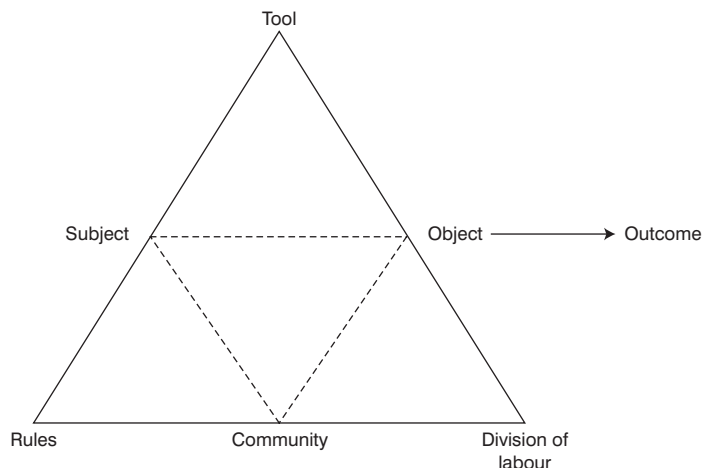 Tool
Subject
Object
Outcome
Rules
Community
Division of
labour